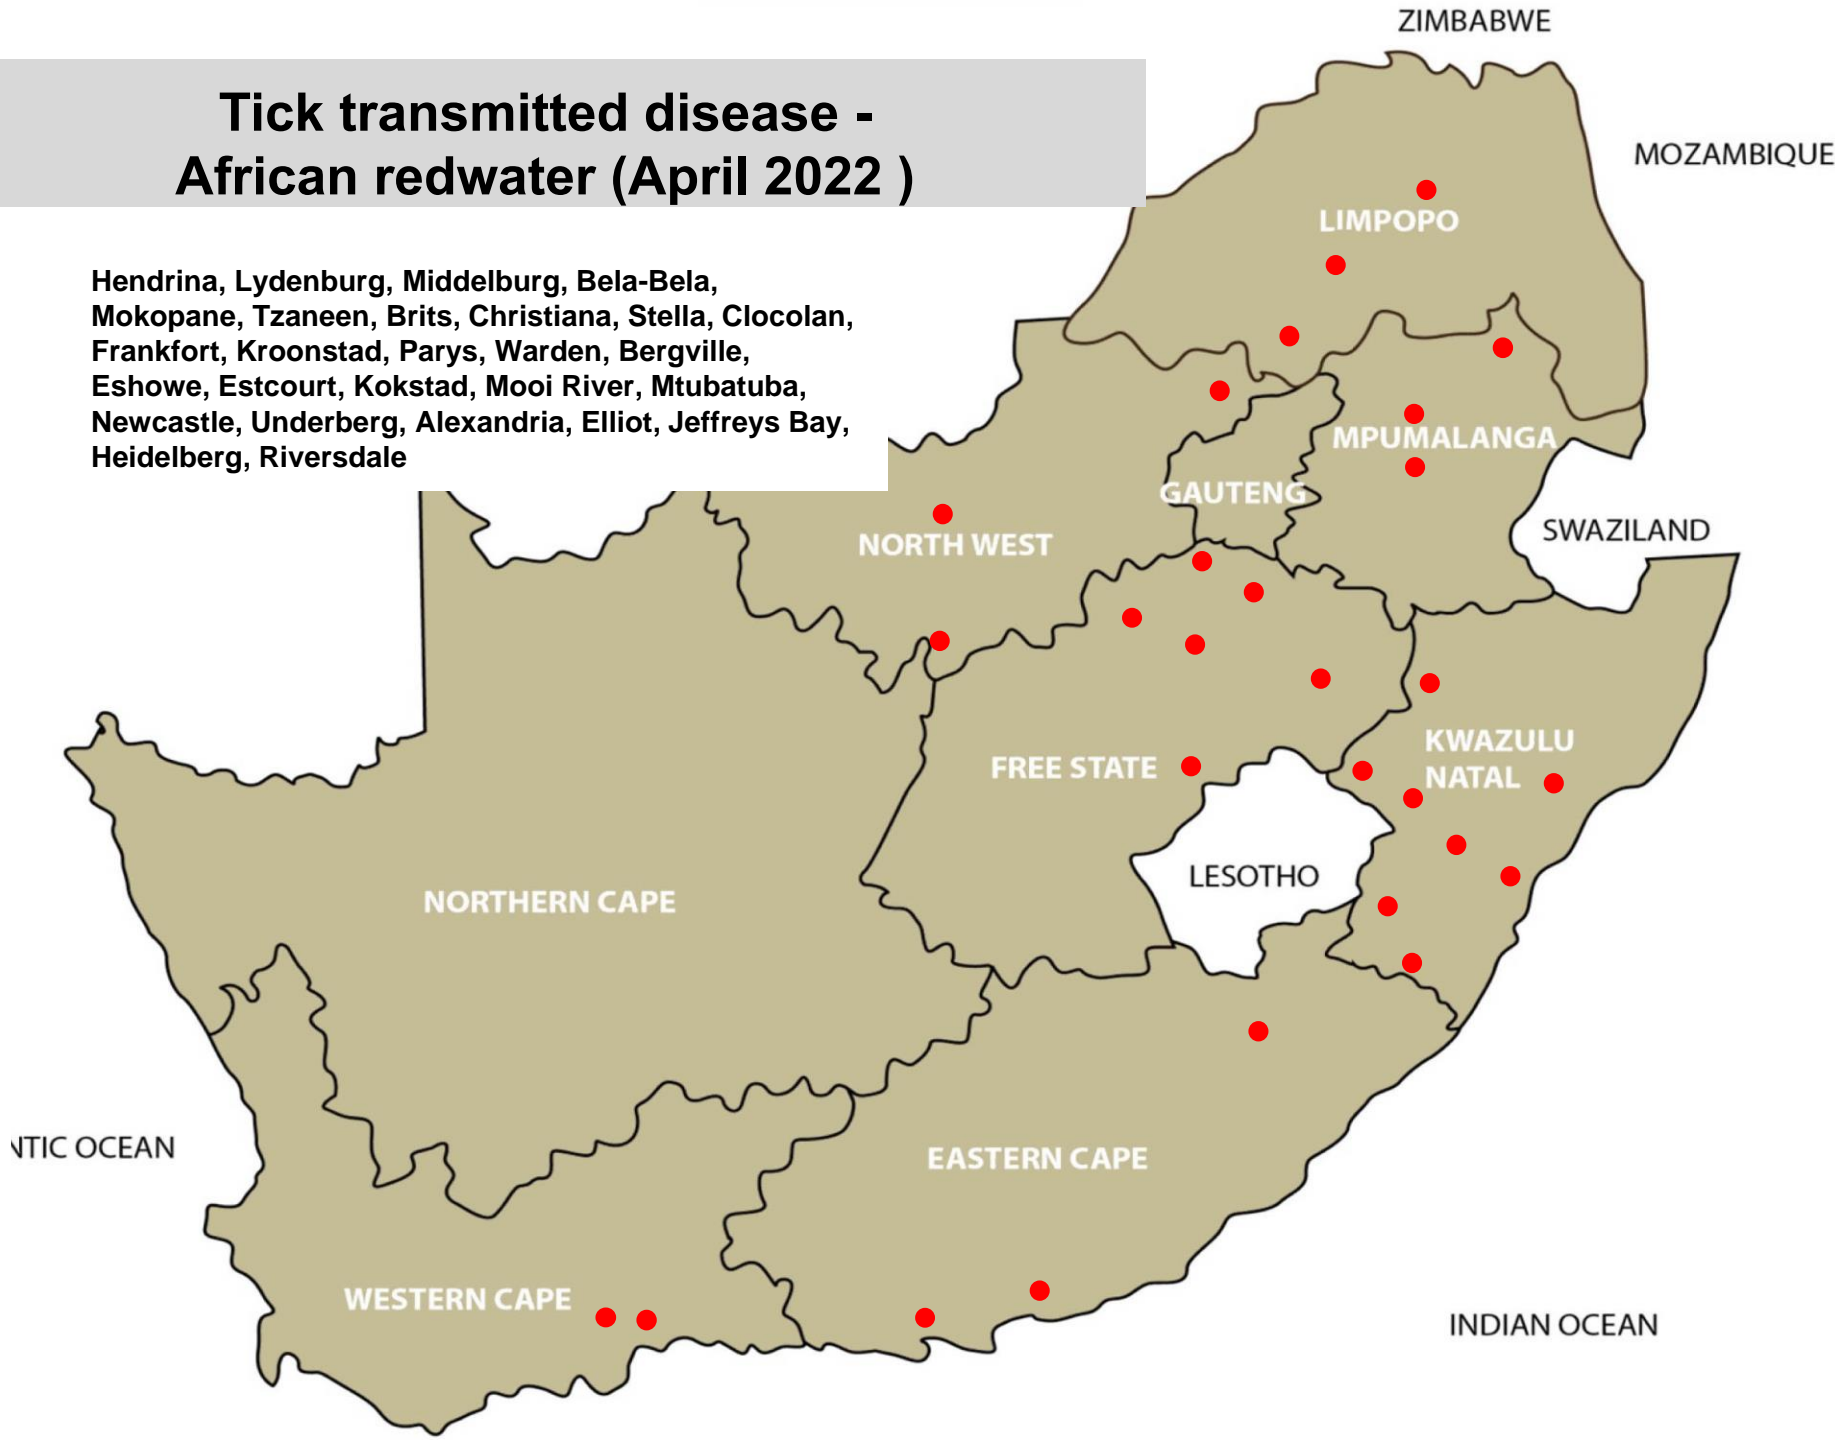 ZIMBABWE
Tick transmitted disease -
African redwater (April 2022 )
MOZAMBIQUE
LIMPOPO
Hendrina, Lydenburg, Middelburg, Bela-Bela,
Mokopane, Tzaneen, Brits, Christiana, Stella, Clocolan,
Frankfort, Kroonstad, Parys, Warden, Bergville,
Eshowe, Estcourt, Kokstad, Mooi River, Mtubatuba,
Newcastle, Underberg, Alexandria, Elliot, Jeffreys Bay,
Heidelberg, Riversdale
MPUMALANGA
GAUTENG
SWAZILAND
NORTH WEST
KWAZULU
NATAL
FREE STATE
LESOTHO
NORTHERN CAPE
NTIC OCEAN
EASTERN CAPE
WESTERN CAPE
INDIAN OCEAN